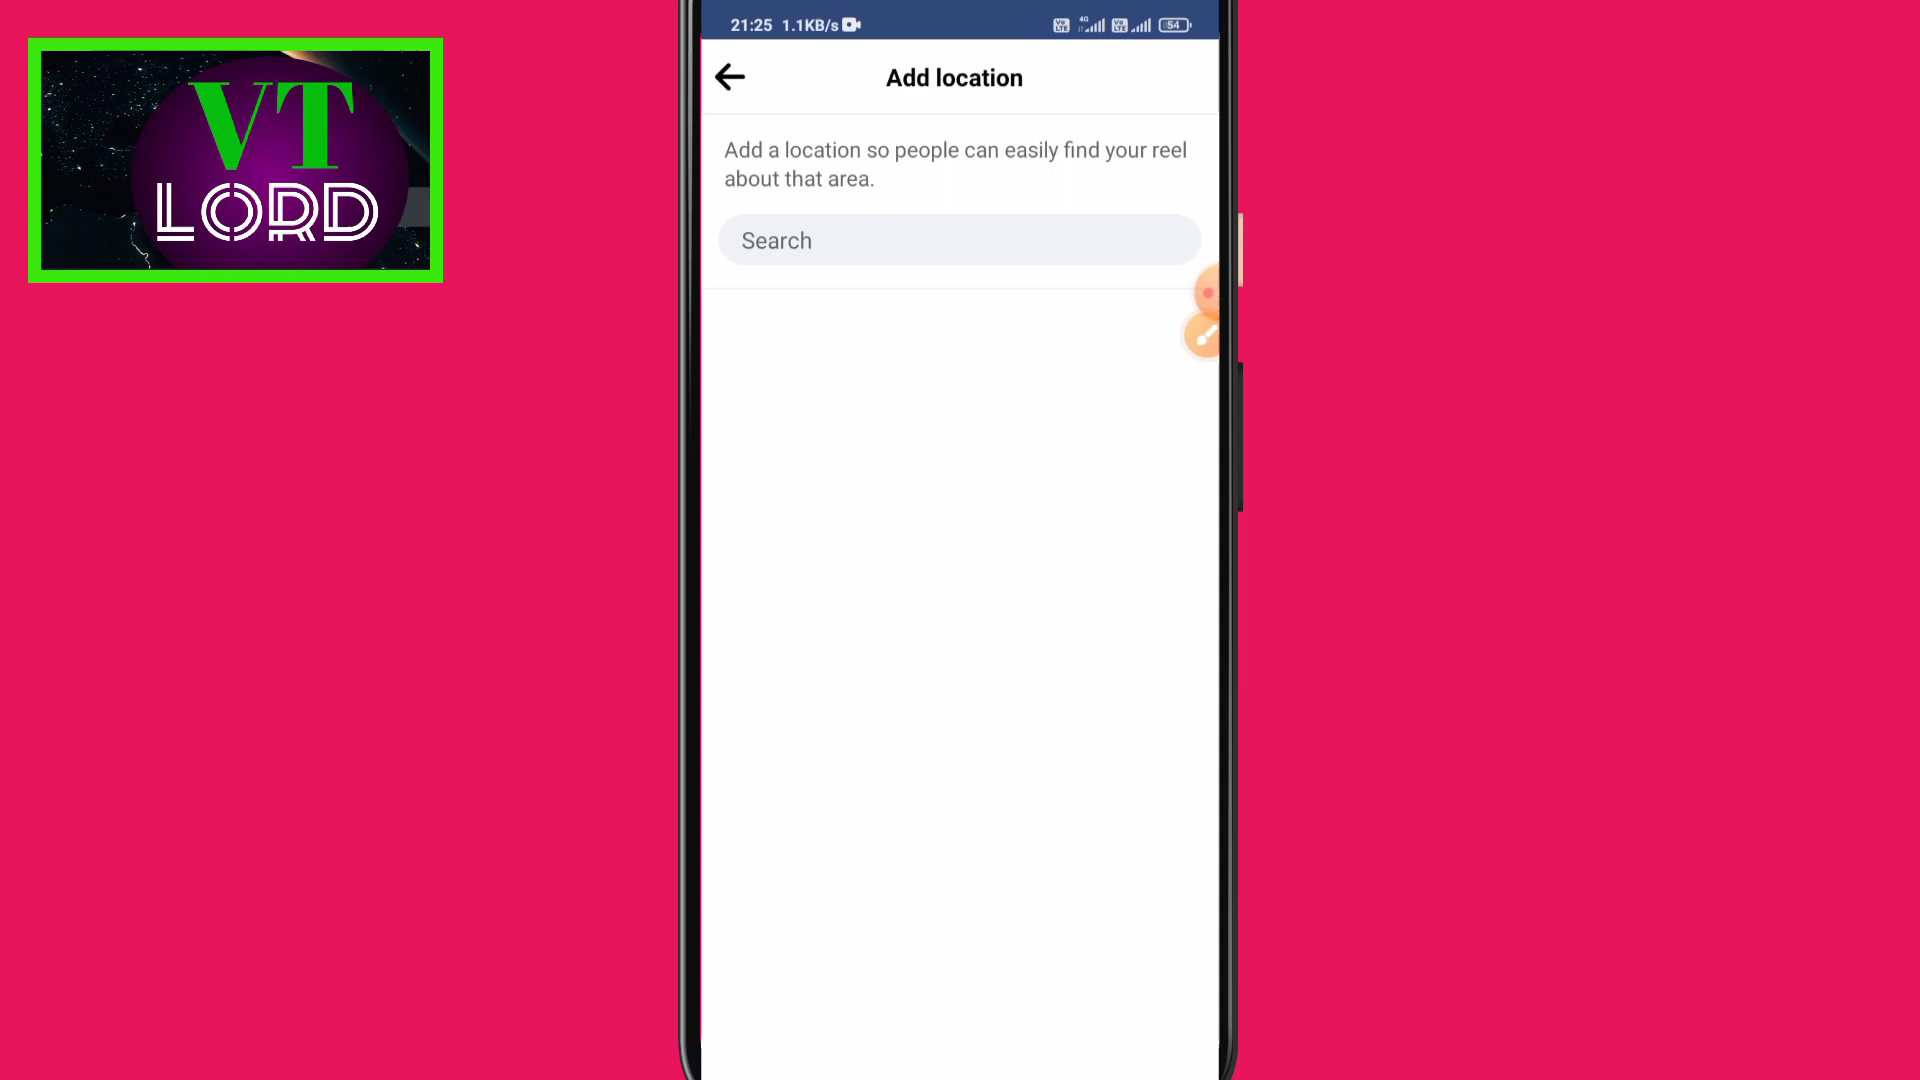 VT
LORD
21:25 1.1KB/s
4G
54
Add location
Add a location so people can easily find your reel
about that area.
Search